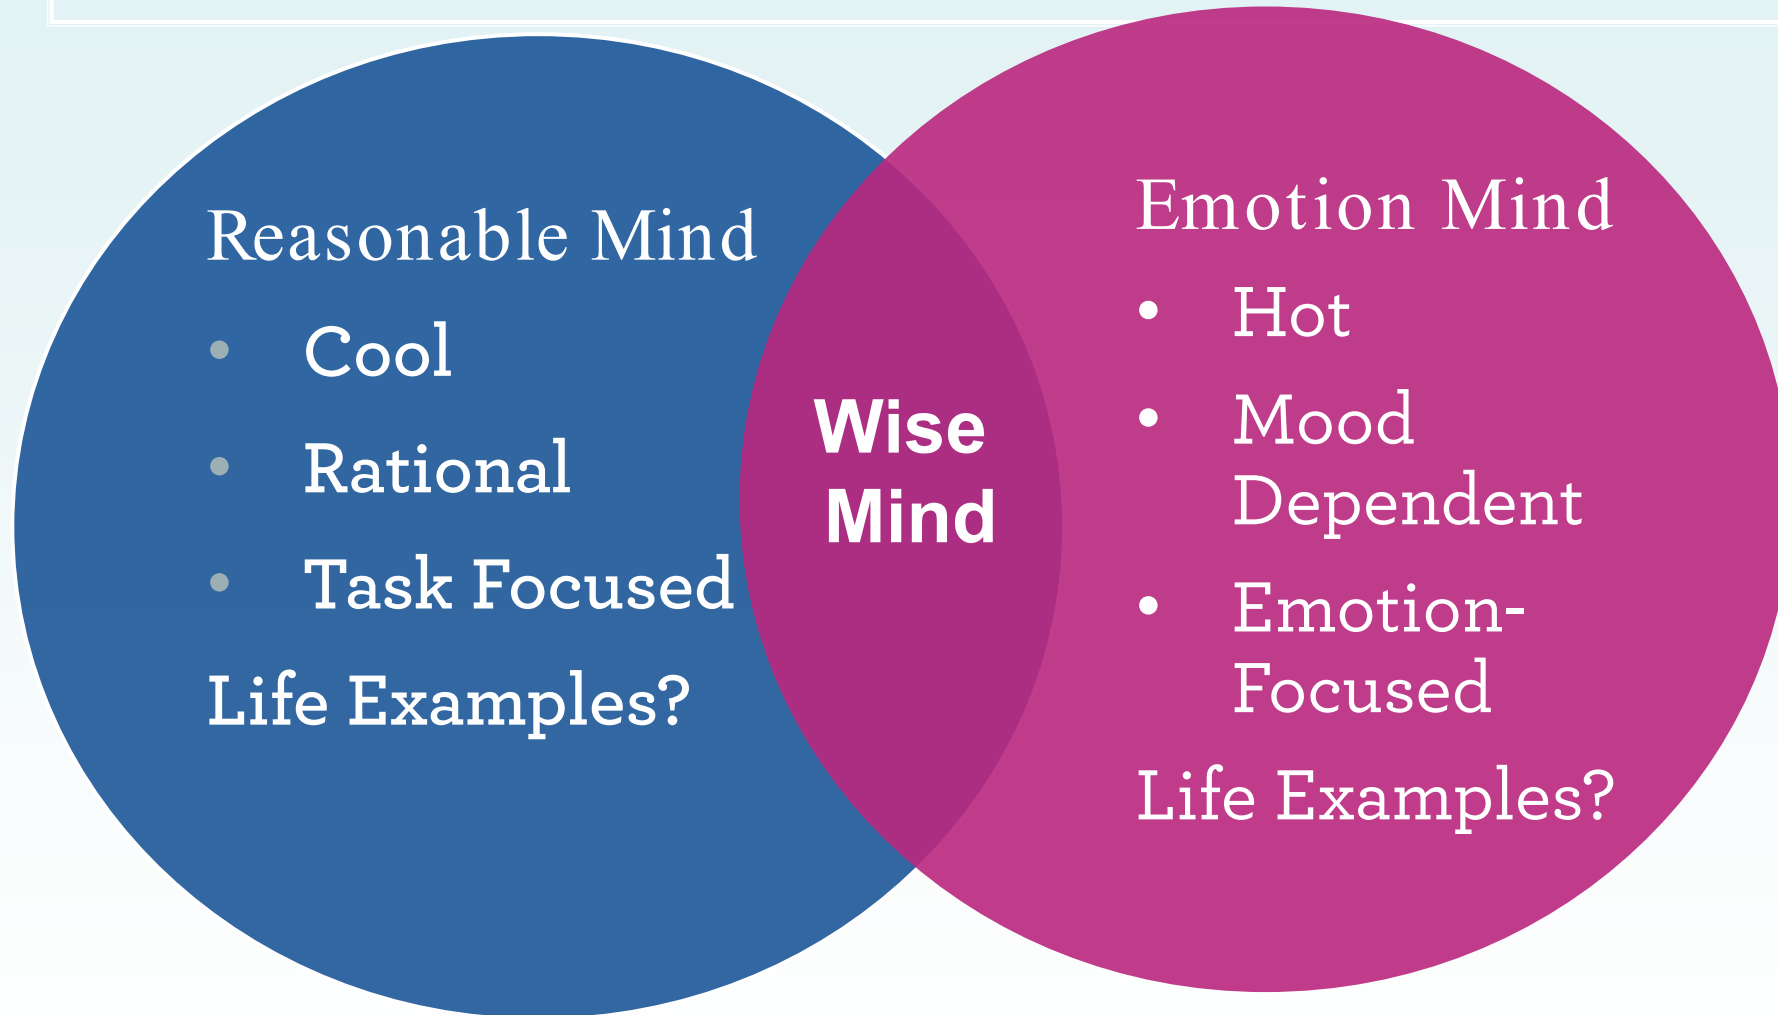 Reasonable Mind
• Cool
• Rational
• Task Focused
Life Examples?
Wise
Mind
Emotion Mind
• Hot
• Mood
Dependent
• Emotion-
Focused
Life Examples?